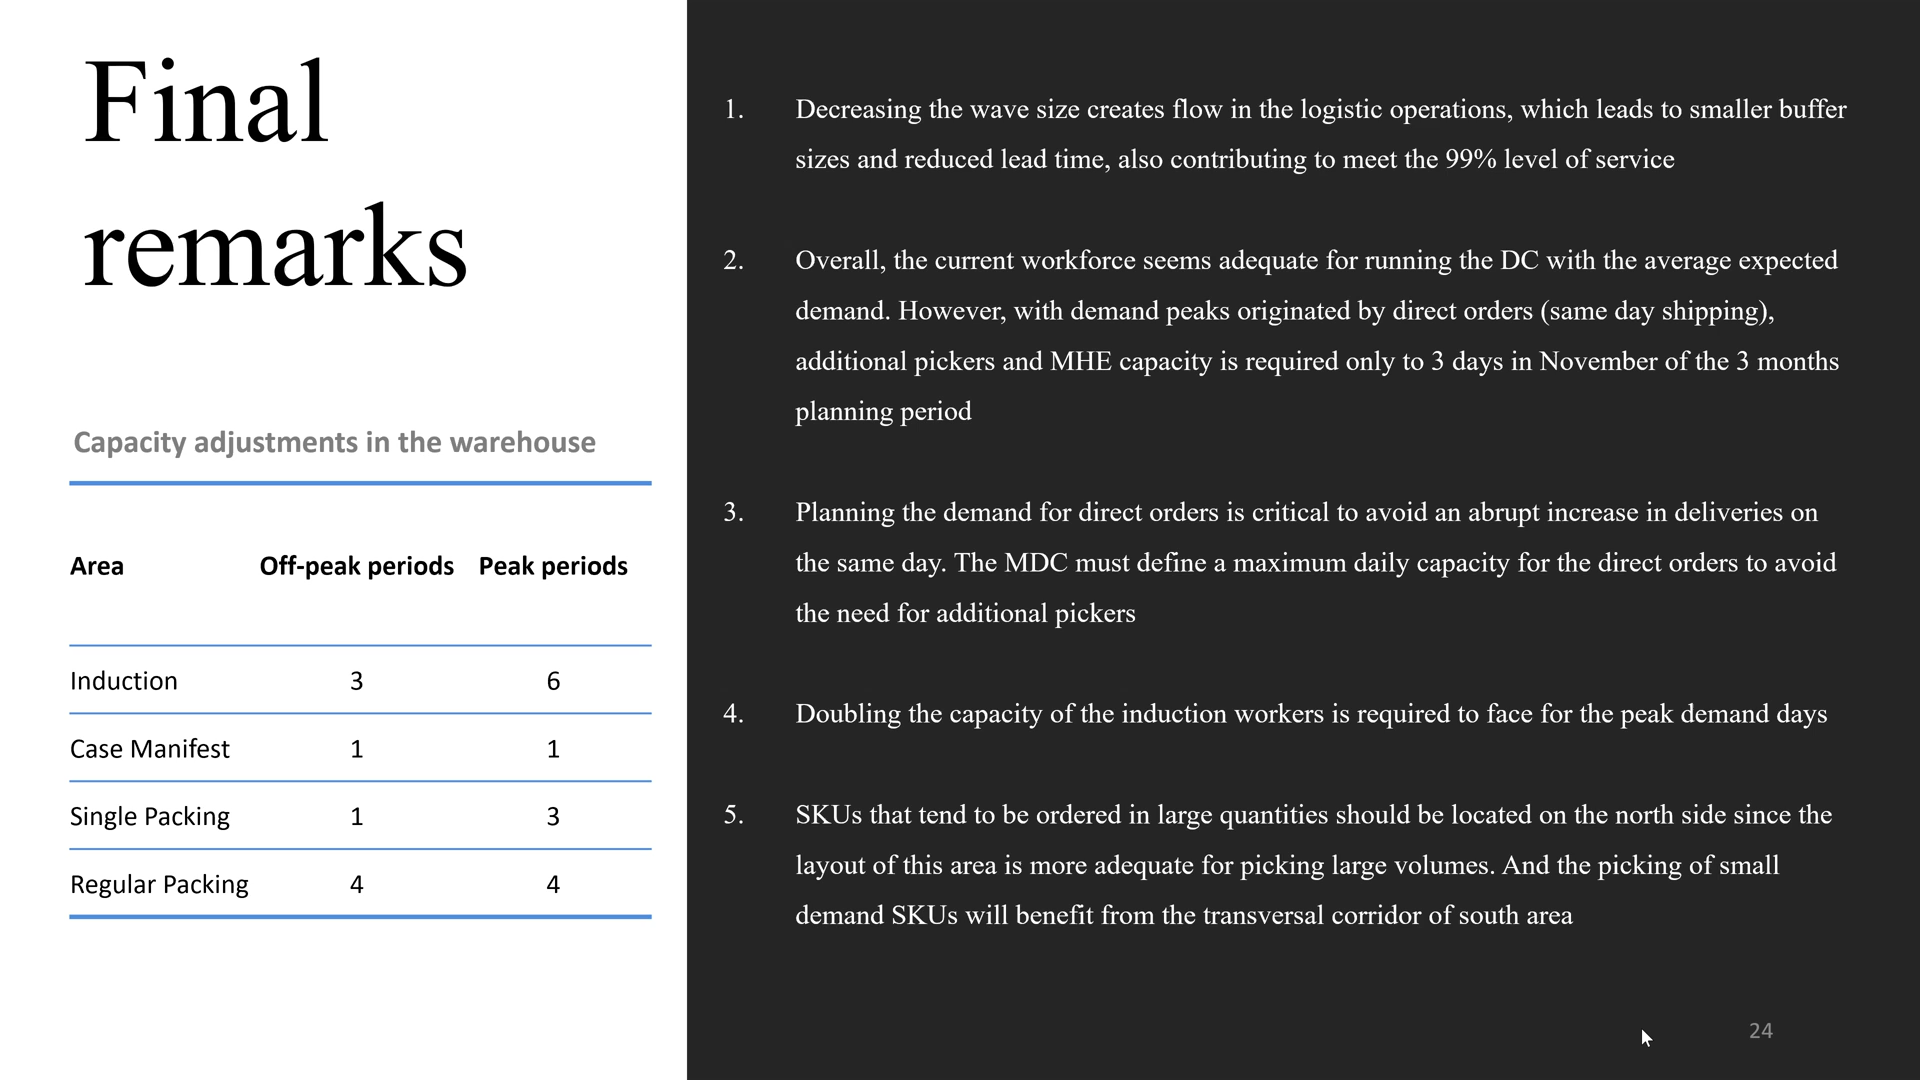 Final
remarks
Capacity adjustments in the warehouse
Area Off-peak periods Peak periods
Induction 3 6
Case Manifest 1 1
Single Packing 1 3
Regular Packing 4 4
1. Decreasing the wave size creates flow in the logistic operations, which leads to smaller buffer
sizes and reduced lead time, also contributing to meet the 99% level of service
2. Overall, the current workforce seems adequate for running the DC with the average expected
demand. However, with demand peaks originated by direct orders (same day shipping),
additional pickers and MHE capacity is required only to 3 days in November of the 3 months
planning period
3. Planning the demand for direct orders is critical to avoid an abrupt increase in deliveries on
the same day. The MDC must define a maximum daily capacity for the direct orders to avoid
the need for additional pickers
4. Doubling the capacity of the induction workers is required to face for the peak demand days
5. SKUs that tend to be ordered in large quantities should be located on the north side since the
layout of this area is more adequate for picking large volumes. And the picking of small
demand SKUs will benefit from the transversal corridor of south area
24